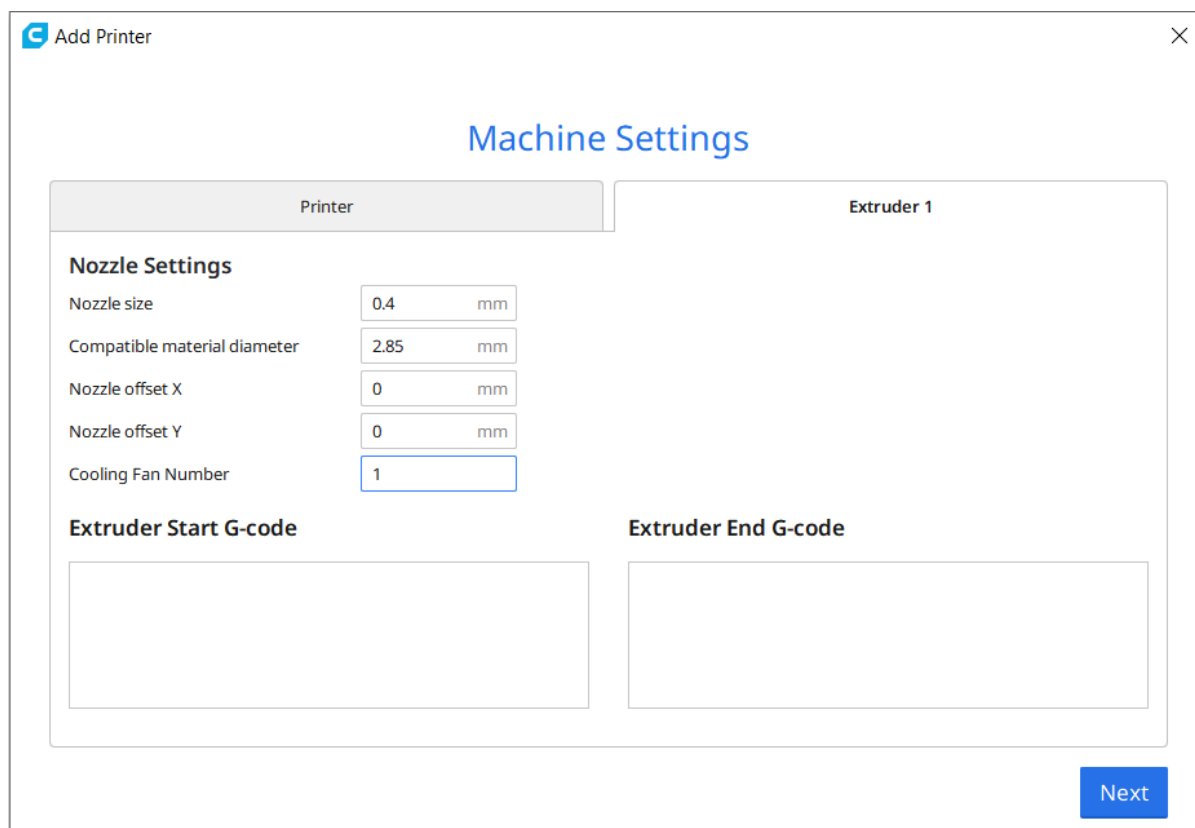 Add Printer
Machine Settings
Printer
Extruder 1
Nozzle Settings
Nozzle size 0.4 mm
Compatible material diameter 2.85 mm
Nozzle offset X 0 mm
Nozzle offset Y 0 mm
Cooling Fan Number 1
Extruder Start G-code
Extruder End G-code
Next